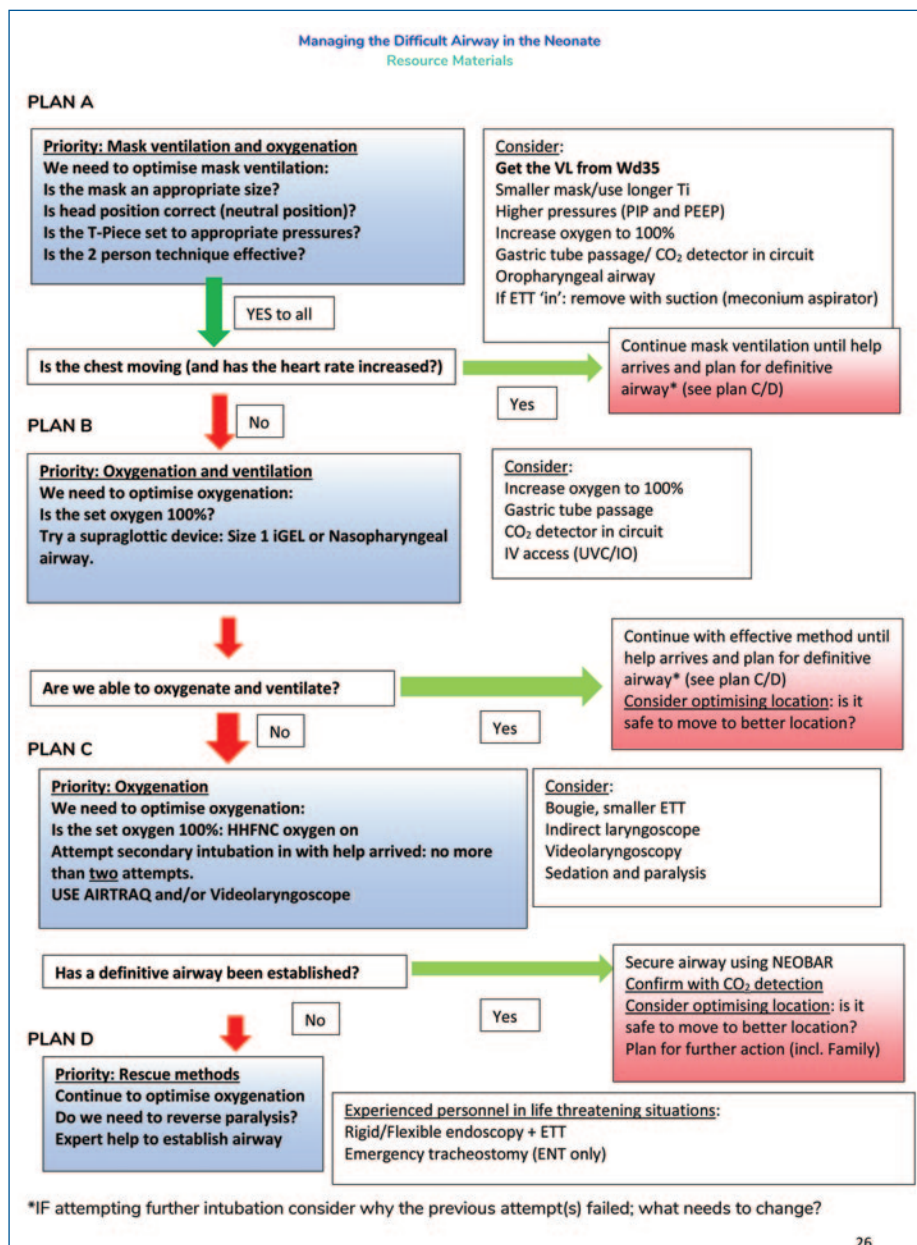 Managing the Difficult Airway in the Neonate
Resource Materials
PLAN A
Priority: Mask ventilation and oxygenation
We need to optimise mask ventilation:
Is the mask an appropriate size?
Is head position correct (neutral position)?
Is the T-Piece set to appropriate pressures?
Is the 2 person technique effective?
Consider:
Get the VL from Wd35
Smaller mask/use longer Ti
Higher pressures (PIP and PEEP)
Increase oxygen to 100%
Gastric tube passage/ CO₂ detector in circuit
Oropharyngeal airway
If ETT ‘in’: remove with suction (meconium aspirator)
YES to all
Is the chest moving (and has the heart rate increased?)
Yes
Continue mask ventilation until help
arrives and plan for definitive
airway* (see plan C/D)
No
PLAN B
Priority: Oxygenation and ventilation
We need to optimise oxygenation:
Is the set oxygen 100%?
Try a supraglottic device: Size 1 iGEL or Nasopharyngeal
airway.
Consider:
Increase oxygen to 100%
Gastric tube passage
CO₂ detector in circuit
IV access (UVC/IO)
Are we able to oxygenate and ventilate?
Yes
Continue with effective method until
help arrives and plan for definitive
airway* (see plan C/D)
Consider optimising location: is it
safe to move to better location?
No
PLAN C
Priority: Oxygenation
We need to optimise oxygenation:
Is the set oxygen 100%: HHFNC oxygen on
Attempt secondary intubation in with help arrived: no more
than two attempts.
USE AIRTRAQ and/or Videolaryngoscope
Consider:
Bougie, smaller ETT
Indirect laryngoscope
Videolaryngoscopy
Sedation and paralysis
Has a definitive airway been established?
Yes
Secure airway using NEOBAR
Confirm with CO₂ detection
Consider optimising location: is it
safe to move to better location?
Plan for further action (incl. Family)
No
PLAN D
Priority: Rescue methods
Continue to optimise oxygenation
Do we need to reverse paralysis?
Expert help to establish airway
Experienced personnel in life threatening situations:
Rigid/Flexible endoscopy + ETT
Emergency tracheostomy (ENT only)
*IF attempting further intubation consider why the previous attempt(s) failed; what needs to change?
26